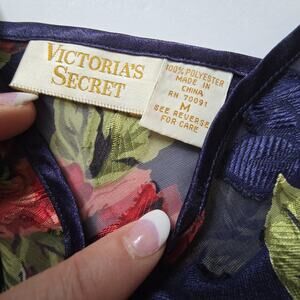 VICTORIA'S
SECRET
100% POLYESTER
MADE IN
CHINA
RN 70091
M
SEE REVERSE
FOR CARE